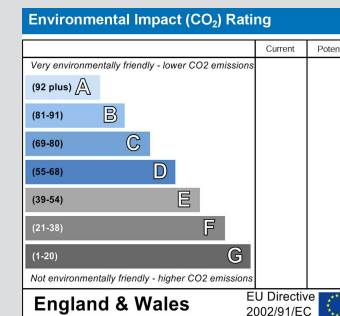 Environmental Impact (CO₂) Rating
Current Poten
Very environmentally friendly - lower CO2 emissions
(92 plus) A
(81-91) B
(69-80) C
(55-68) D
(39-54) E
(21-38) F
(1-20) G
Not environmentally friendly - higher CO2 emissions
England & Wales
EU Directive
2002/91/EC